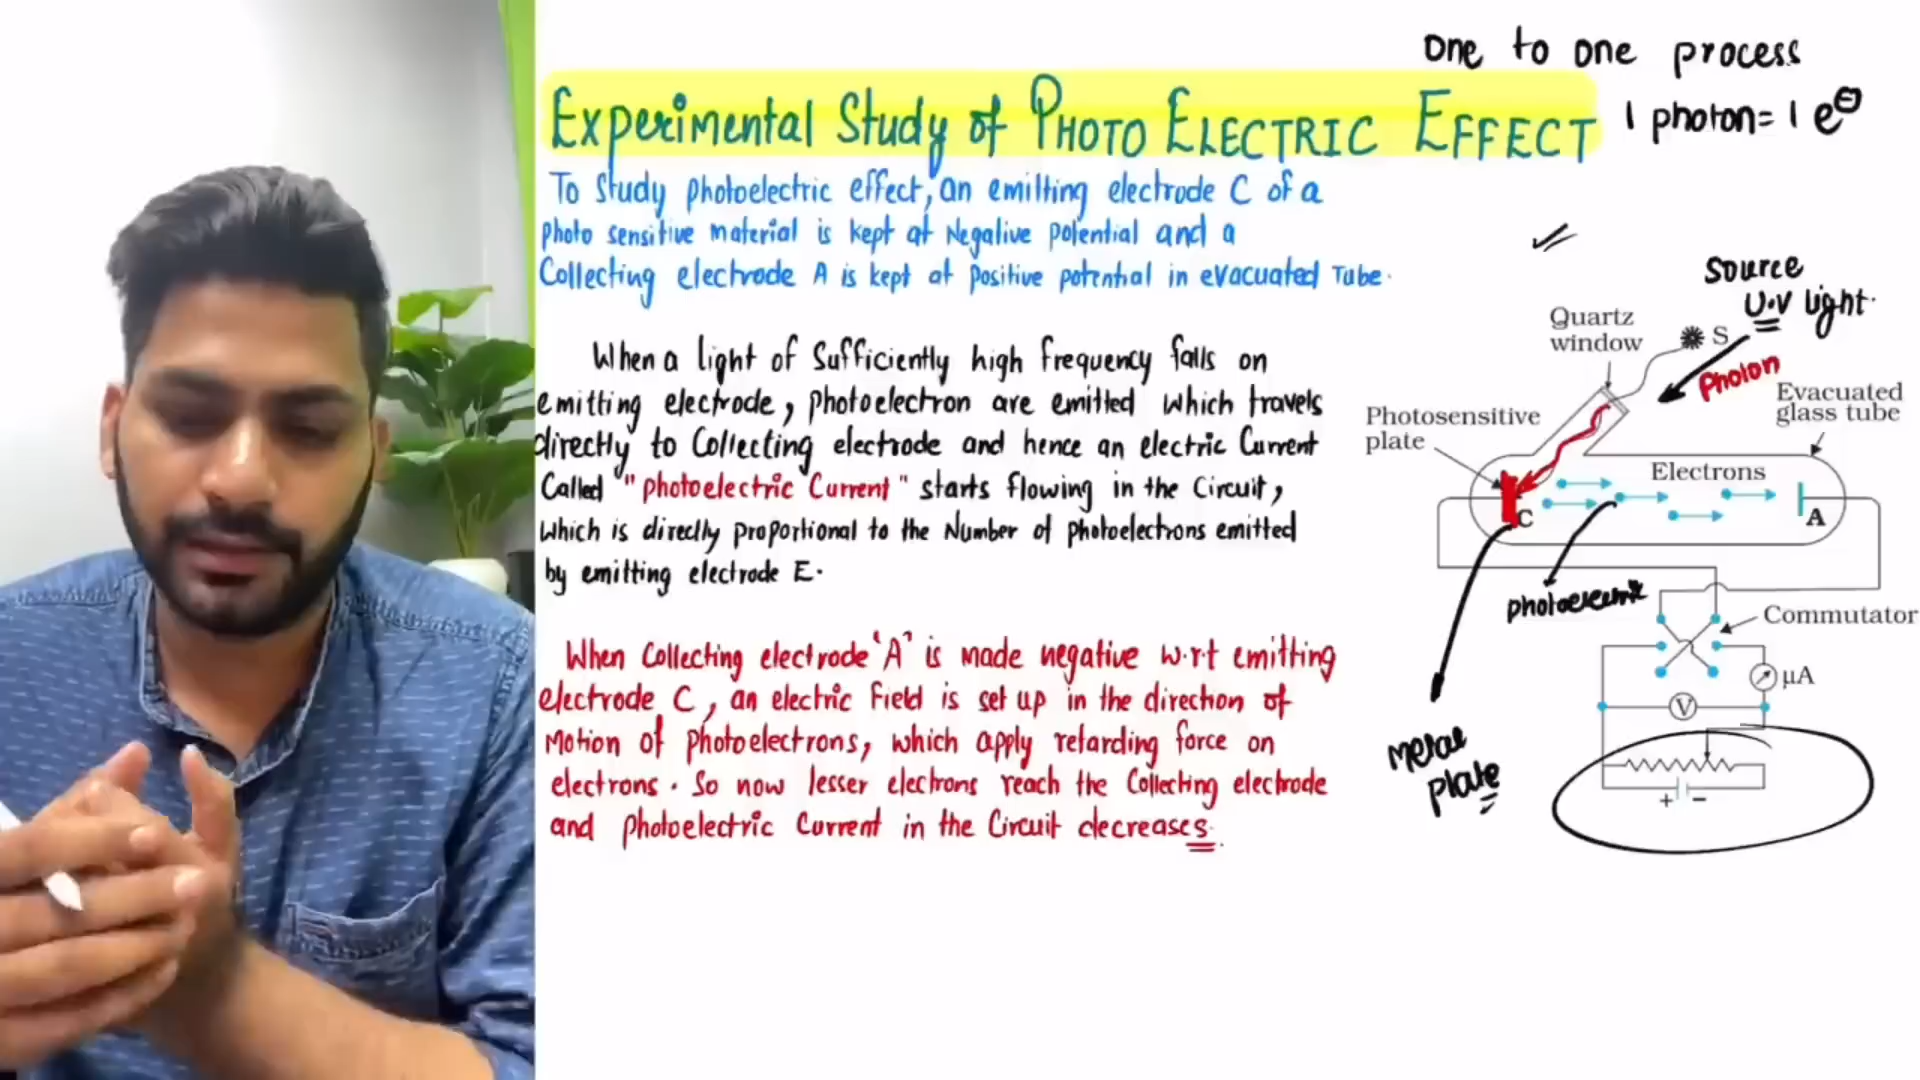 one to one process
Experimental Study of PHOTO ELECTRIC EFFECT
1 photon = 1 e⊖
To study photoelectric effect, an emitting electrode C of a
photo sensitive material is kept at Negative potential and a
Collecting electrode A is kept at positive potential in evacuated Tube.
When a light of sufficiently high frequency falls on
emitting electrode, photoelectron are emitted which travels
directly to Collecting electrode and hence an electric Current
Called "photoelectric Current" starts flowing in the Circuit,
which is directly proportional to the Number of photoelectrons emitted
by emitting electrode E.
When Collecting electrode 'A' is made negative w.r.t emitting
electrode C, an electric field is set up in the direction of
Motion of photoelectrons, which apply retarding force on
electrons. So now lesser electrons reach the Collecting electrode
and photoelectric Current in the Circuit decreases.
Source
U.V light.
Quartz
window
S
Photon
Evacuated
glass tube
Photosensitive
plate
Electrons
C
A
Commutator
μA
V
Metal
plate
+ −